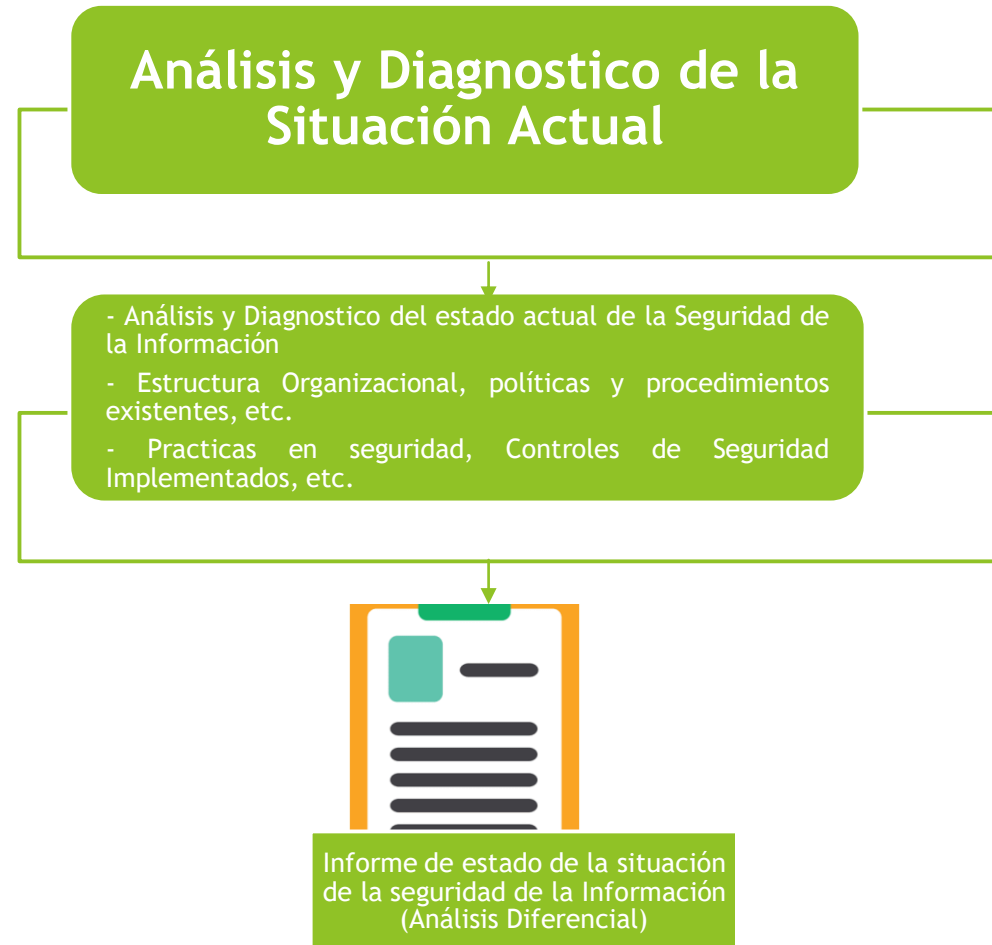 Análisis y Diagnostico de la
Situación Actual
- Análisis y Diagnostico del estado actual de la Seguridad de
la Información
- Estructura Organizacional, políticas y procedimientos
existentes, etc.
- Practicas en seguridad, Controles de Seguridad
Implementados, etc.
Informe de estado de la situación
de la seguridad de la Información
(Análisis Diferencial)